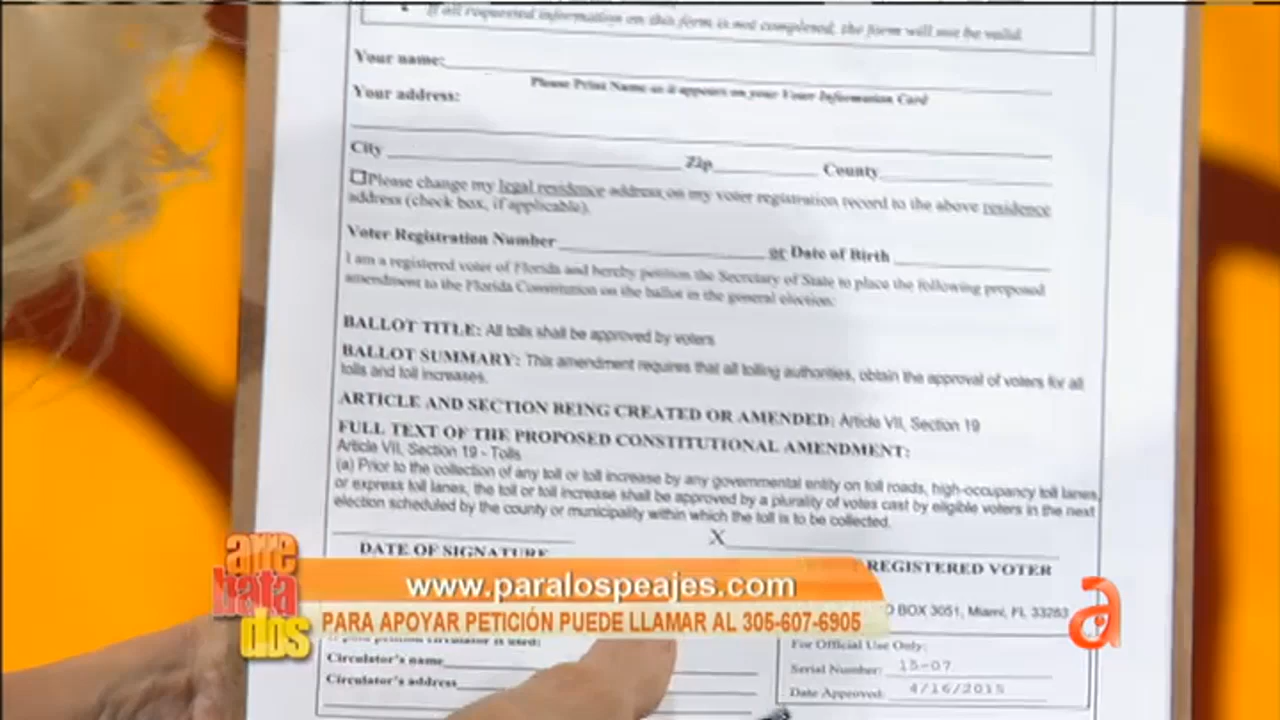 If all requested information on this form is not completed, the form will not be valid.
Your name:
Please Print Name as it appears on your Voter Information Card
Your address:
City Zip County
Please change my legal residence address on my voter registration record to the above residence
address (check box, if applicable).
Voter Registration Number or Date of Birth
I am a registered voter of Florida and hereby petition the Secretary of State to place the following proposed
amendment to the Florida Constitution on the ballot in the general election:
BALLOT TITLE: All tolls shall be approved by voters
BALLOT SUMMARY: This amendment requires that all tolling authorities, obtain the approval of voters for all
tolls and toll increases.
ARTICLE AND SECTION BEING CREATED OR AMENDED: Article VII, Section 19
FULL TEXT OF THE PROPOSED CONSTITUTIONAL AMENDMENT:
Article VII, Section 19 - Tolls
(a) Prior to the collection of any toll or toll increase by any governmental entity on toll roads, high-occupancy toll lanes,
or express toll lanes, the toll or toll increase shall be approved by a plurality of votes cast by eligible voters in the next
election scheduled by the county or municipality within which the toll is to be collected.
X
DATE OF SIGNATURE REGISTERED VOTER
arrebatados
www.paralospeajes.com
PARA APOYAR PETICIÓN PUEDE LLAMAR AL 305-607-6905
O BOX 3051, Miami, FL 33263
a
circulator is used:
Circulator's name
Circulator's address
For Official Use Only:
Serial Number: 15-07
Date Approved: 4/16/2015